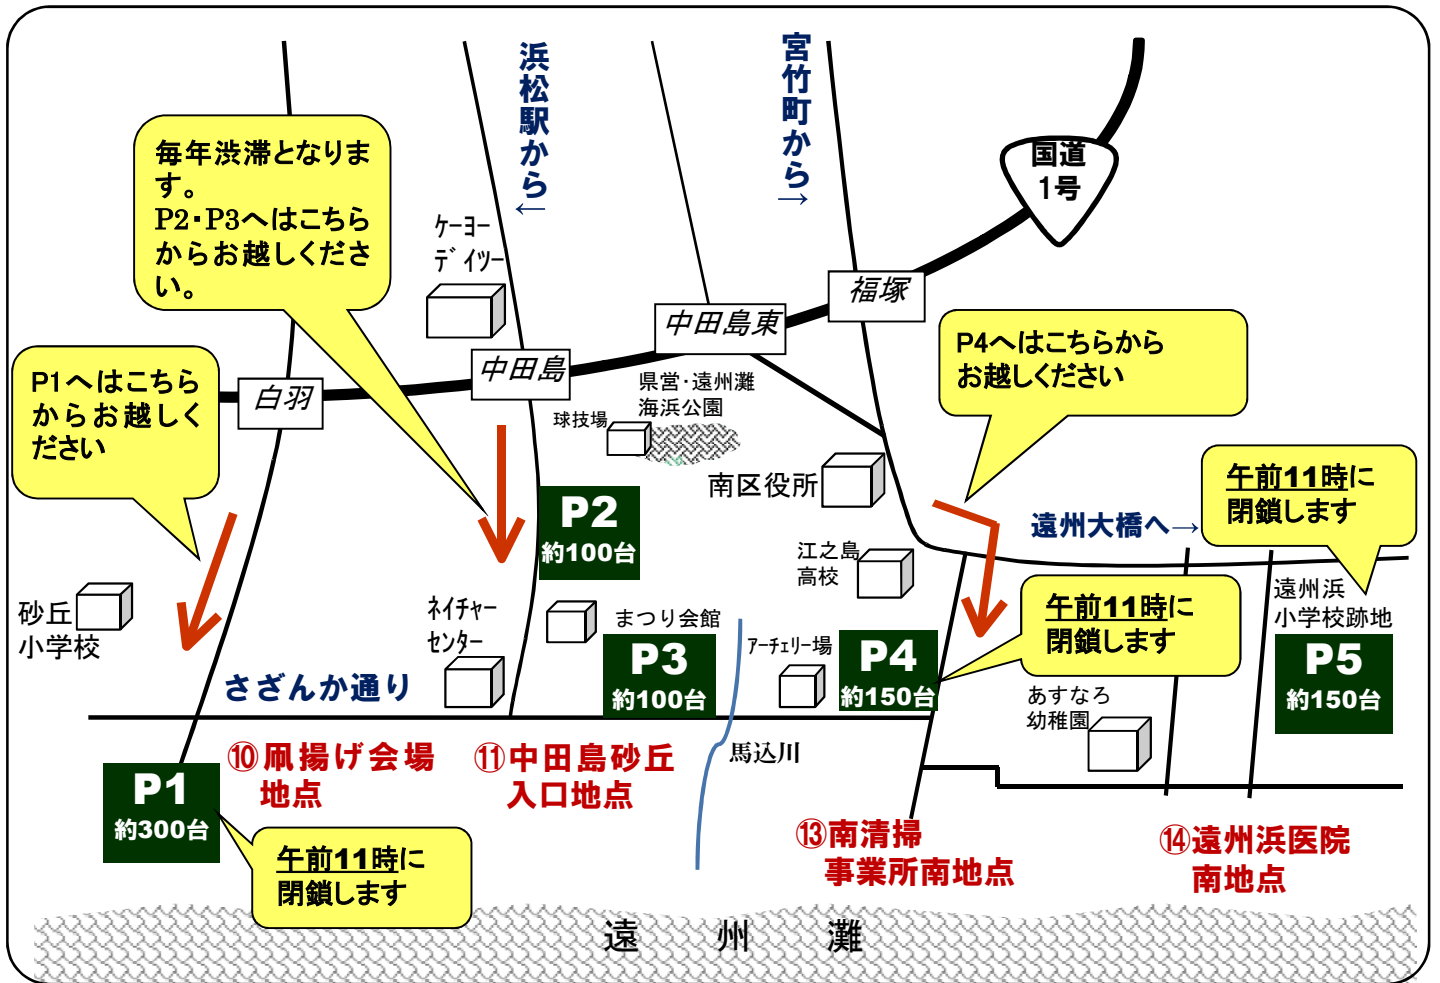 浜松駅から←
宮竹町から→
国道
1号
毎年渋滞となりま
す。
P2・P3へはこちら
からお越しくださ
い。
ケーヨー
デイツー
福塚
中田島東
中田島
白羽
P1へはこちら
からお越しく
ださい
P4へはこちらから
お越しください
県営・遠州灘
海浜公園
球技場
南区役所
午前11時に
閉鎖します
遠州大橋へ→
P2
約100台
江之島
高校
砂丘
小学校
ネイチャー
センター
まつり会館
P3
約100台
アーチェリー場
P4
約150台
午前11時に
閉鎖します
遠州浜
小学校跡地
P5
約150台
あすなろ
幼稚園
さざんか通り
馬込川
P1
約300台
⑩凧揚げ会場
地点
⑪中田島砂丘
入口地点
⑬南清掃
事業所南地点
⑭遠州浜医院
南地点
午前11時に
閉鎖します
遠州灘